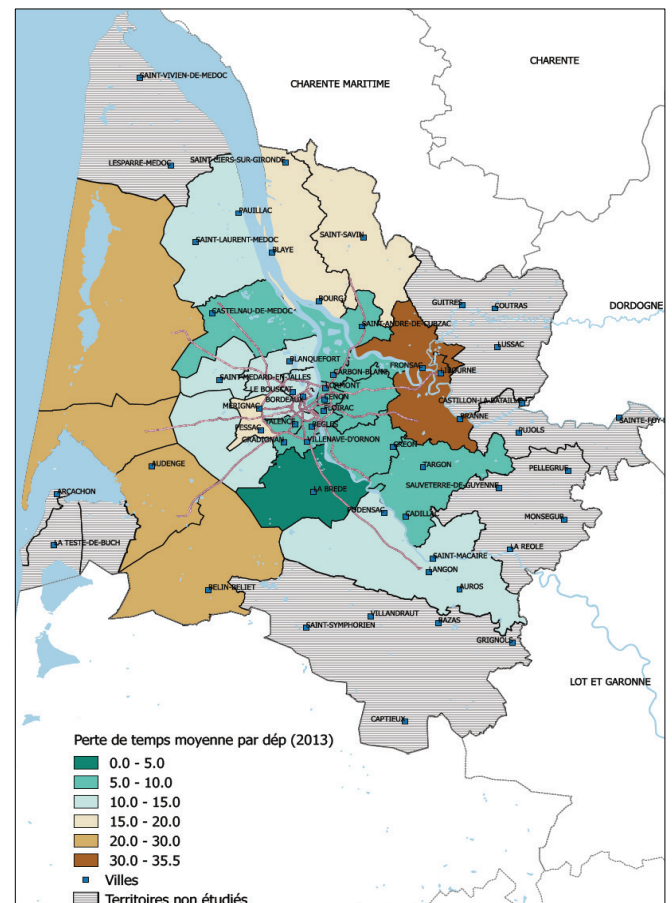 CHARENTE
SAINT-VIVIEN-DE-MEDOC
CHARENTE MARITIME
SAINT-CIERS-SUR-GIRONDE
LESPARRE-MEDOC
PAUILLAC
SAINT-SAVIN
SAINT-LAURENT-MEDOC
BLAYE
BOURG
GUITRES
COUTRAS
DORDOGNE
CASTELNAU-DE-MEDOC
SAINT-ANDRE-DE-CUBZAC
LUSSAC
BLANQUEFORT
FRONSAC
LIBOURNE
CARBON-BLANC
SAINT-MEDARD-EN-JALLES
LORMONT
LE BOUSCAT
BORDEAUX
CENON
CASTILLON-LA-BATAILLE
MERIGNAC
FLOIRAC
BRANNE
SAINTE-FOY-L
PESSAC
TALENCE
BEGLES
PUJOLS
GRADIGNAN
VILLENAVE-D'ORNON
CREON
AUDENGE
TARGON
PELLEGRUE
SAUVETERRE-DE-GUYENNE
ARCACHON
LA BREDE
PODENSAC
CADILLAC
MONSEGUR
LA TESTE-DE-BUCH
LA REOLE
SAINT-MACAIRE
LANGON
BELIN-BELIET
AUROS
VILLANDRAUT
SAINT-SYMPHORIEN
BAZAS
GRIGNOLS
LOT ET GARONNE
CAPTIEUX
Perte de temps moyenne par dép (2013)
0.0 - 5.0
5.0 - 10.0
10.0 - 15.0
15.0 - 20.0
20.0 - 30.0
30.0 - 35.5
Villes
Territoires non étudiés